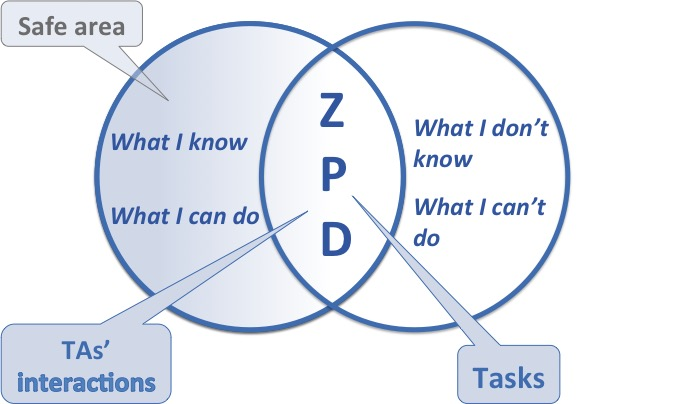 Safe area
What I know
What I can do
Z
P
D
What I don’t
know
What I can’t
do
TAs’
interactions
Tasks